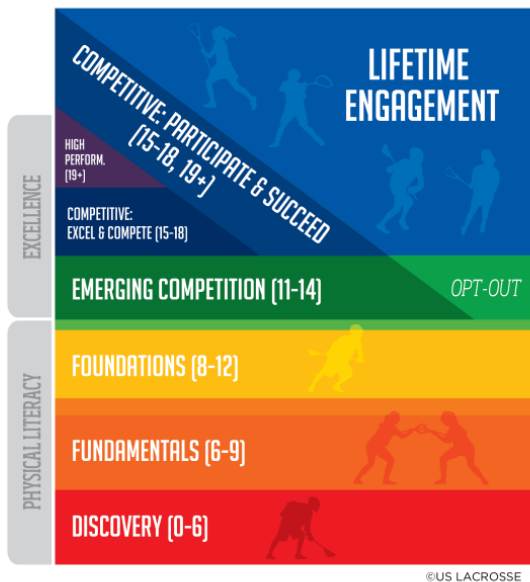 LIFETIME
ENGAGEMENT
COMPETITIVE: PARTICIPATE & SUCCEED
(15-18, 19+)
HIGH
PERFORM.
(19+)
COMPETITIVE:
EXCEL & COMPETE (15-18)
EXCELLENCE
EMERGING COMPETITION (11-14)
OPT-OUT
FOUNDATIONS (8-12)
PHYSICAL LITERACY
FUNDAMENTALS (6-9)
DISCOVERY (0-6)
©US LACROSSE